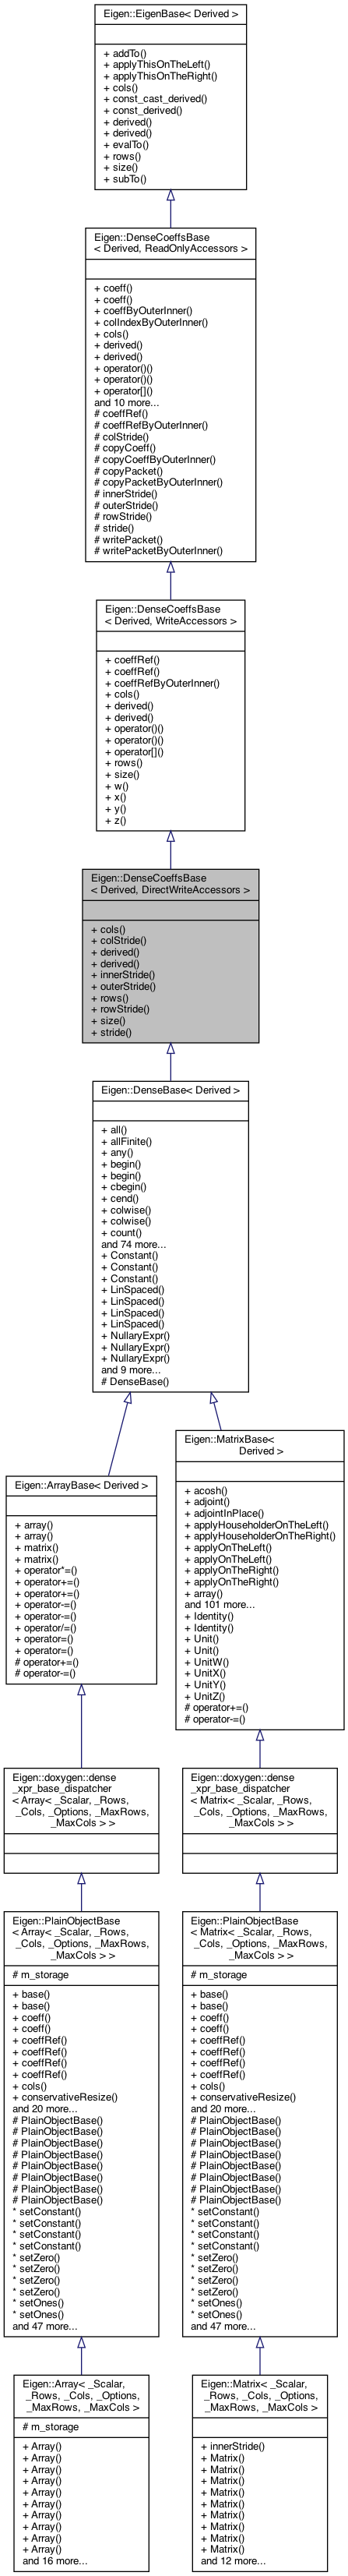 Eigen::EigenBase< Derived >
+ addTo()
+ applyThisOnTheLeft()
+ applyThisOnTheRight()
+ cols()
+ const_cast_derived()
+ const_derived()
+ derived()
+ derived()
+ evalTo()
+ rows()
+ size()
+ subTo()
Eigen::DenseCoeffsBase
< Derived, ReadOnlyAccessors >
+ coeff()
+ coeff()
+ coeffByOuterInner()
+ colIndexByOuterInner()
+ cols()
+ derived()
+ derived()
+ operator()()
+ operator()()
+ operator[]()
and 10 more...
# coeffRef()
# coeffRefByOuterInner()
# colStride()
# copyCoeff()
# copyCoeffByOuterInner()
# copyPacket()
# copyPacketByOuterInner()
# innerStride()
# outerStride()
# rowStride()
# stride()
# writePacket()
# writePacketByOuterInner()
Eigen::DenseCoeffsBase
< Derived, WriteAccessors >
+ coeffRef()
+ coeffRef()
+ coeffRefByOuterInner()
+ cols()
+ derived()
+ derived()
+ operator()()
+ operator()()
+ operator[]()
+ rows()
+ size()
+ w()
+ x()
+ y()
+ z()
Eigen::DenseCoeffsBase
< Derived, DirectWriteAccessors >
+ cols()
+ colStride()
+ derived()
+ derived()
+ innerStride()
+ outerStride()
+ rows()
+ rowStride()
+ size()
+ stride()
Eigen::DenseBase< Derived >
+ all()
+ allFinite()
+ any()
+ begin()
+ begin()
+ cbegin()
+ cend()
+ colwise()
+ colwise()
+ count()
and 74 more...
+ Constant()
+ Constant()
+ Constant()
+ LinSpaced()
+ LinSpaced()
+ LinSpaced()
+ LinSpaced()
+ NullaryExpr()
+ NullaryExpr()
+ NullaryExpr()
and 9 more...
# DenseBase()
Eigen::ArrayBase< Derived >
+ array()
+ array()
+ matrix()
+ matrix()
+ operator*=()
+ operator+=()
+ operator+=()
+ operator-=()
+ operator-=()
+ operator/=()
+ operator=()
+ operator=()
# operator+=()
# operator-=()
Eigen::MatrixBase<
Derived >
+ acosh()
+ adjoint()
+ adjointInPlace()
+ applyHouseholderOnTheLeft()
+ applyHouseholderOnTheRight()
+ applyOnTheLeft()
+ applyOnTheLeft()
+ applyOnTheRight()
+ applyOnTheRight()
+ array()
and 101 more...
+ Identity()
+ Identity()
+ Unit()
+ Unit()
+ UnitW()
+ UnitX()
+ UnitY()
+ UnitZ()
# operator+=()
# operator-=()
Eigen::doxygen::dense
_xpr_base_dispatcher
< Array< _Scalar, _Rows,
_Cols, _Options, _MaxRows,
_MaxCols > >
Eigen::doxygen::dense
_xpr_base_dispatcher
< Matrix< _Scalar, _Rows,
_Cols, _Options, _MaxRows,
_MaxCols > >
Eigen::PlainObjectBase
< Array< _Scalar, _Rows,
_Cols, _Options, _MaxRows,
_MaxCols > >
# m_storage
+ base()
+ base()
+ coeff()
+ coeff()
+ coeffRef()
+ coeffRef()
+ coeffRef()
+ coeffRef()
+ cols()
+ conservativeResize()
and 20 more...
# PlainObjectBase()
# PlainObjectBase()
# PlainObjectBase()
# PlainObjectBase()
# PlainObjectBase()
# PlainObjectBase()
# PlainObjectBase()
# PlainObjectBase()
* setConstant()
* setConstant()
* setConstant()
* setConstant()
* setZero()
* setZero()
* setZero()
* setZero()
* setOnes()
* setOnes()
and 47 more...
Eigen::PlainObjectBase
< Matrix< _Scalar, _Rows,
_Cols, _Options, _MaxRows,
_MaxCols > >
# m_storage
+ base()
+ base()
+ coeff()
+ coeff()
+ coeffRef()
+ coeffRef()
+ coeffRef()
+ coeffRef()
+ cols()
+ conservativeResize()
and 20 more...
# PlainObjectBase()
# PlainObjectBase()
# PlainObjectBase()
# PlainObjectBase()
# PlainObjectBase()
# PlainObjectBase()
# PlainObjectBase()
# PlainObjectBase()
* setConstant()
* setConstant()
* setConstant()
* setConstant()
* setZero()
* setZero()
* setZero()
* setZero()
* setOnes()
* setOnes()
and 47 more...
Eigen::Array< _Scalar,
_Rows, _Cols, _Options,
_MaxRows, _MaxCols >
# m_storage
+ Array()
+ Array()
+ Array()
+ Array()
+ Array()
+ Array()
+ Array()
+ Array()
+ Array()
+ Array()
and 16 more...
Eigen::Matrix< _Scalar,
_Rows, _Cols, _Options,
_MaxRows, _MaxCols >
+ innerStride()
+ Matrix()
+ Matrix()
+ Matrix()
+ Matrix()
+ Matrix()
+ Matrix()
+ Matrix()
+ Matrix()
+ Matrix()
and 12 more...